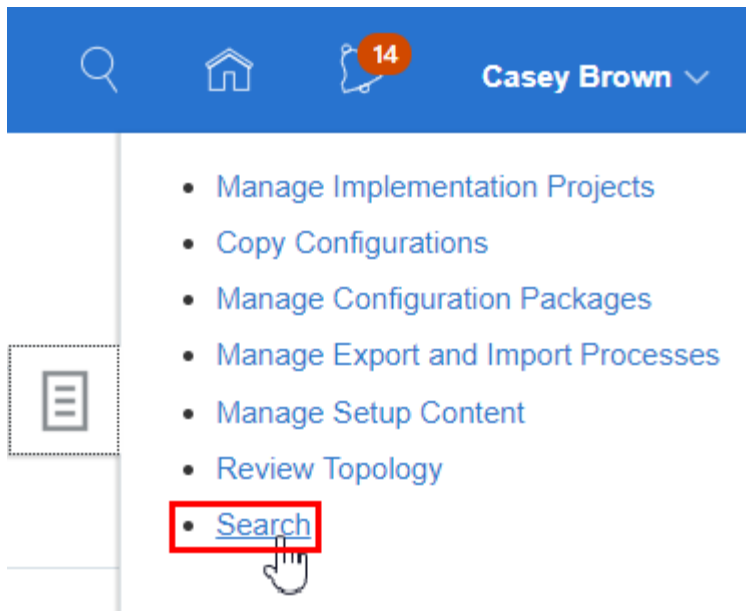 14
Casey Brown
Manage Implementation Projects
Copy Configurations
Manage Configuration Packages
Manage Export and Import Processes
Manage Setup Content
Review Topology
Search